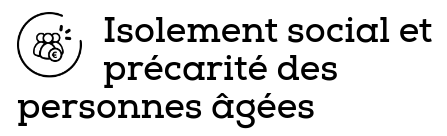 Isolement social et
précarité des
personnes âgées